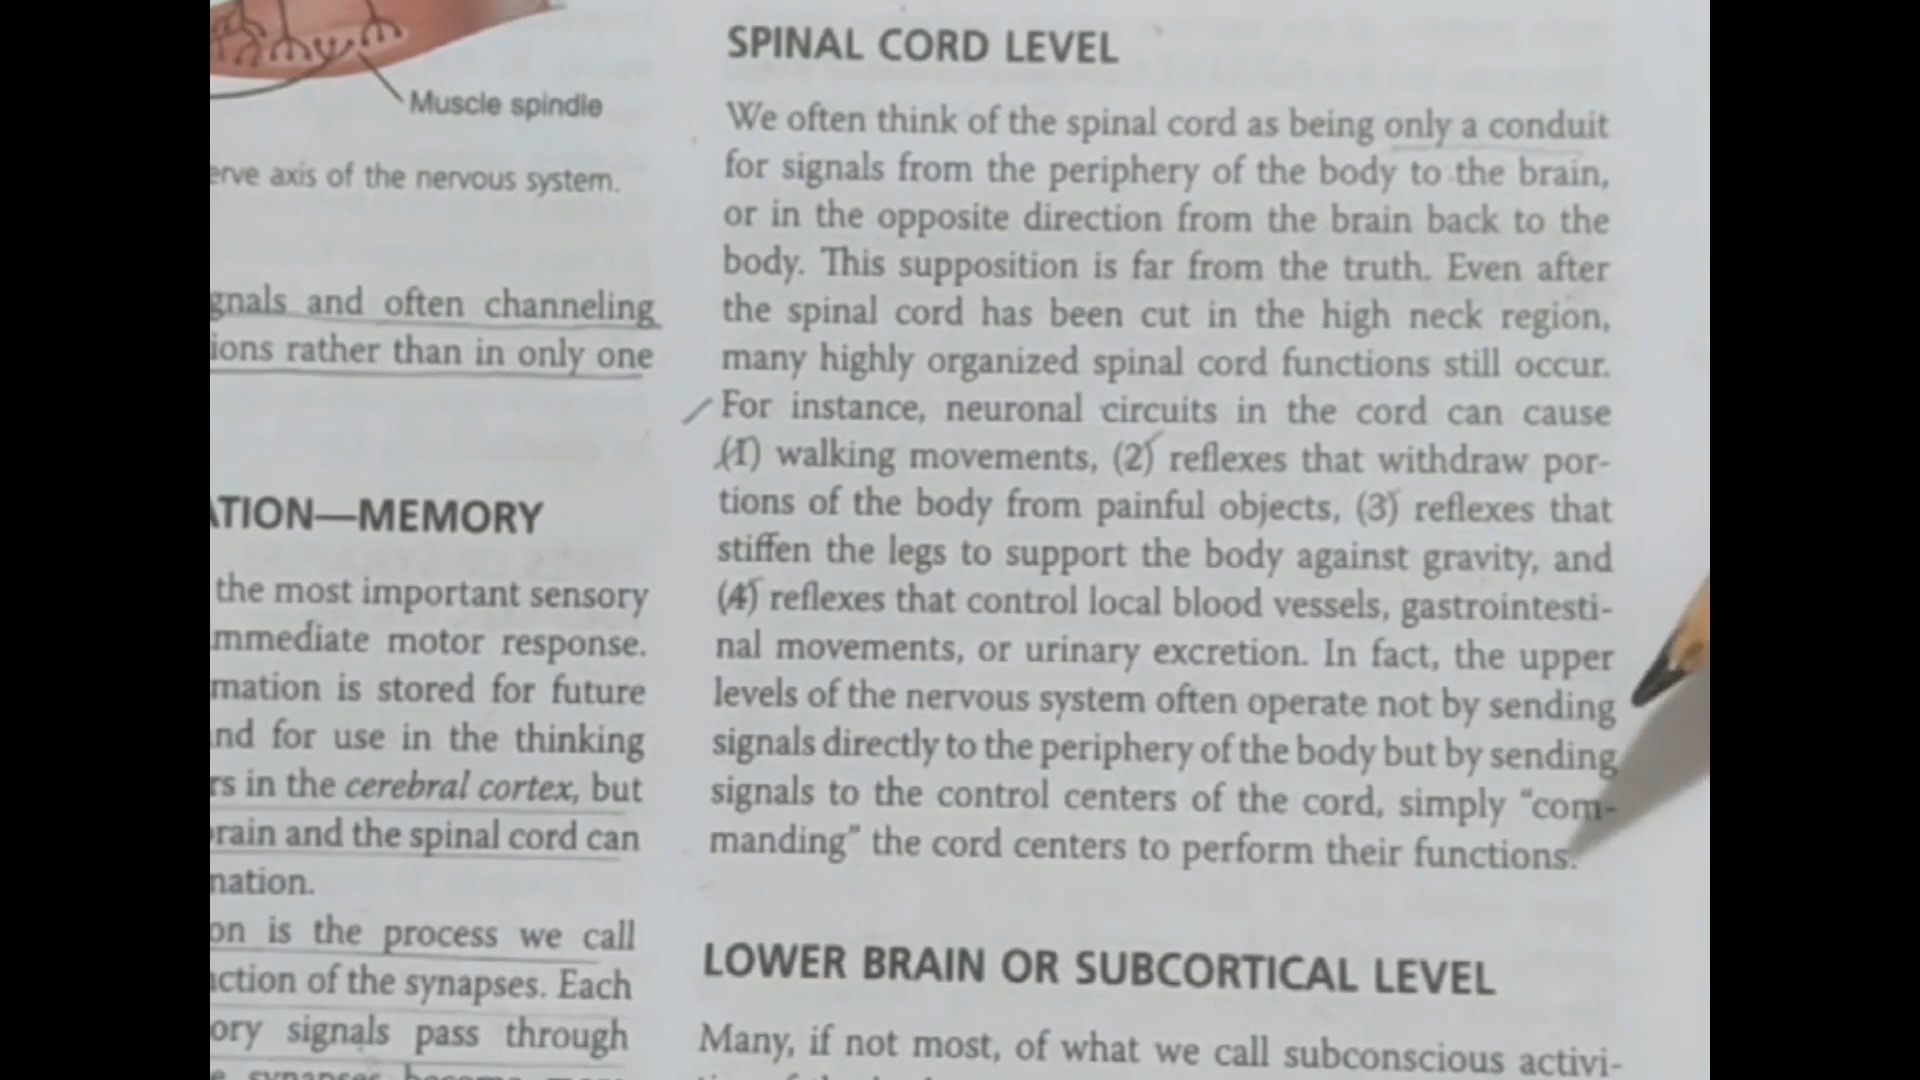 Muscle spindle
erve axis of the nervous system.
gnals and often channeling
ions rather than in only one
ATION—MEMORY
the most important sensory
mmediate motor response.
mation is stored for future
nd for use in the thinking
rs in the cerebral cortex, but
rain and the spinal cord can
nation.
on is the process we call
ction of the synapses. Each
ory signals pass through
SPINAL CORD LEVEL
We often think of the spinal cord as being only a conduit
for signals from the periphery of the body to the brain,
or in the opposite direction from the brain back to the
body. This supposition is far from the truth. Even after
the spinal cord has been cut in the high neck region,
many highly organized spinal cord functions still occur.
For instance, neuronal circuits in the cord can cause
(1) walking movements, (2) reflexes that withdraw por-
tions of the body from painful objects, (3) reflexes that
stiffen the legs to support the body against gravity, and
(4) reflexes that control local blood vessels, gastrointesti-
nal movements, or urinary excretion. In fact, the upper
levels of the nervous system often operate not by sending
signals directly to the periphery of the body but by sending
signals to the control centers of the cord, simply “com-
manding” the cord centers to perform their functions.
LOWER BRAIN OR SUBCORTICAL LEVEL
Many, if not most, of what we call subconscious activi-